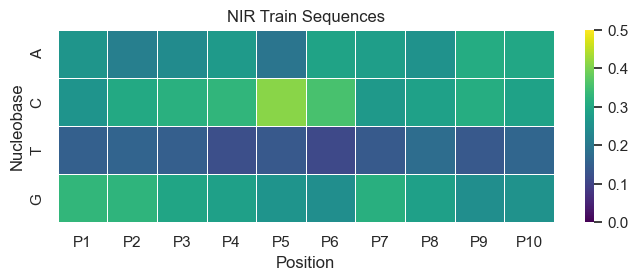 NIR Train Sequences
Nucleobase
A
C
T
G
P1 P2 P3 P4 P5 P6 P7 P8 P9 P10
Position
0.5
0.4
0.3
0.2
0.1
0.0